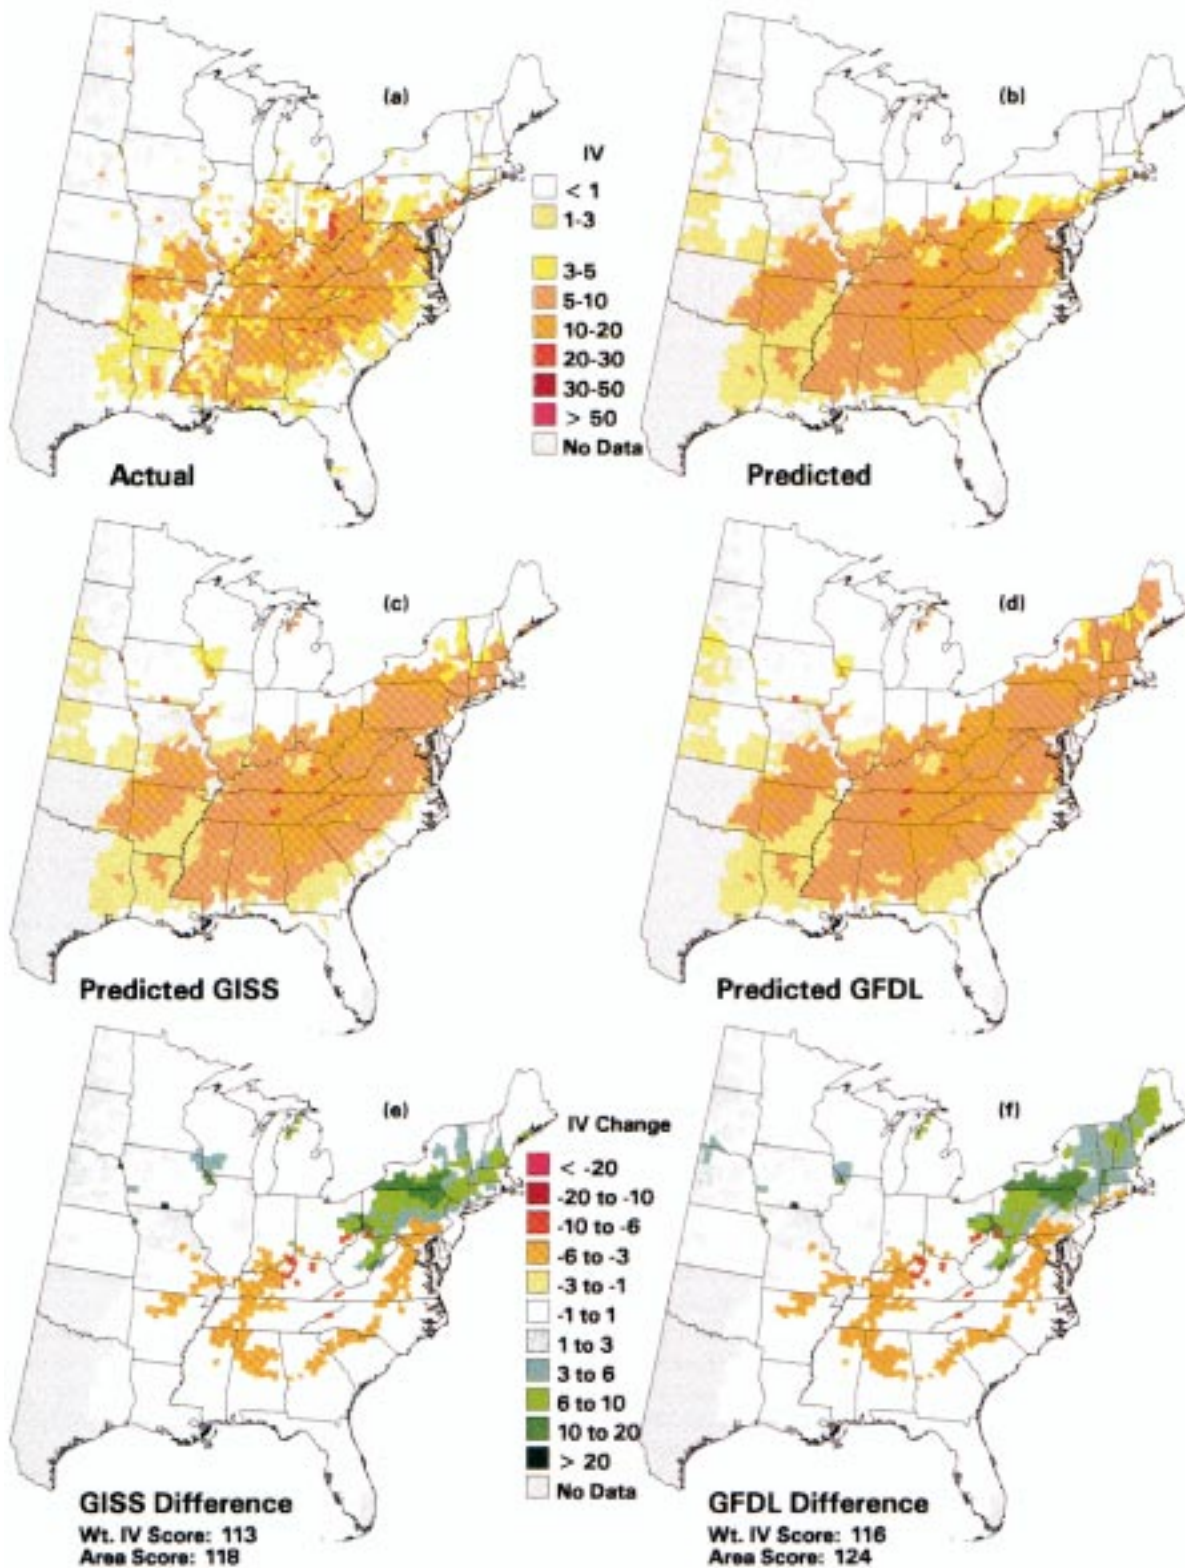 (a)
(b)
IV
< 1
1-3
3-5
5-10
10-20
20-30
30-50
> 50
No Data
Actual
Predicted
(c)
(d)
Predicted GISS
Predicted GFDL
(e)
(f)
IV Change
< -20
-20 to -10
-10 to -6
-6 to -3
-3 to -1
-1 to 1
1 to 3
3 to 6
6 to 10
10 to 20
> 20
No Data
GISS Difference
Wt. IV Score: 113
Area Score: 118
GFDL Difference
Wt. IV Score: 116
Area Score: 124